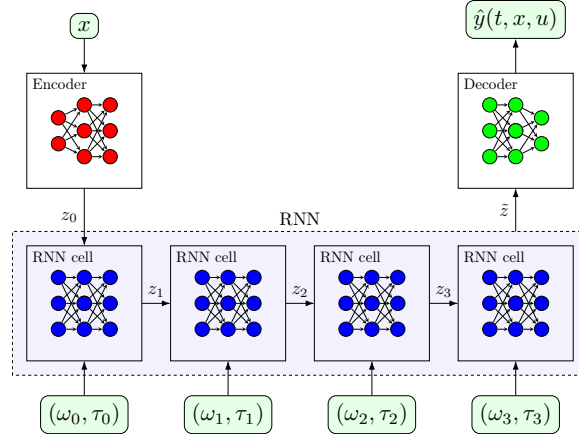 x
ŷ(t, x, u)
Encoder
Decoder
z₀
z̃
RNN
RNN cell
RNN cell
RNN cell
RNN cell
z₁
z₂
z₃
(ω₀, τ₀)
(ω₁, τ₁)
(ω₂, τ₂)
(ω₃, τ₃)